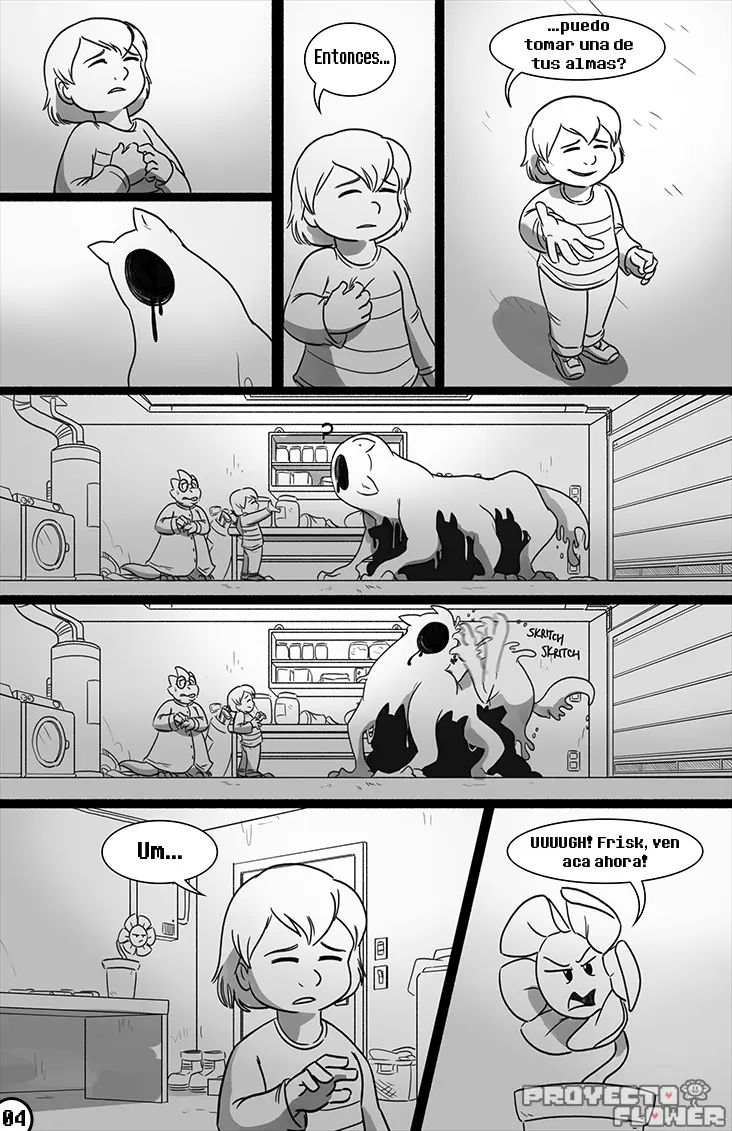 Entonces...
...puedo
tomar una de
tus almas?
?
SKRITCH
SKRITCH
Um...
UUUUGH! Frisk, ven
aca ahora!
04
PROYECTO
FLOWER